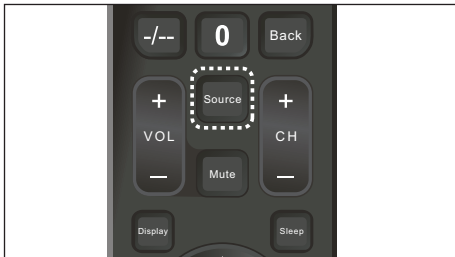 -/-- 0 Back
+ Source +
VOL CH
— Mute —
Display Sleep